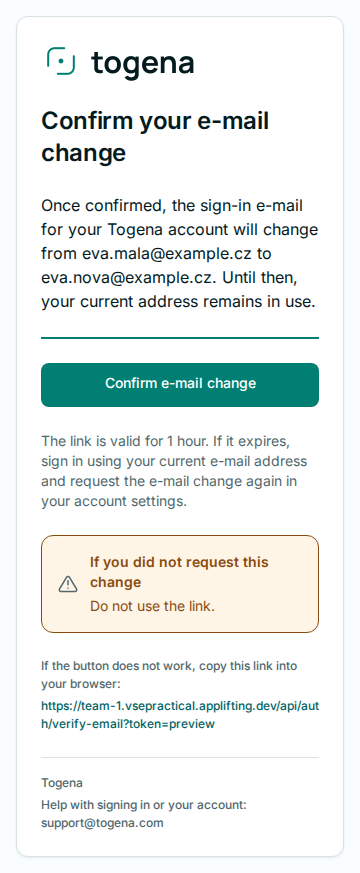 togena
Confirm your e-mail
change
Once confirmed, the sign-in e-mail
for your Togena account will change
from eva.mala@example.cz to
eva.nova@example.cz. Until then,
your current address remains in use.
Confirm e-mail change
The link is valid for 1 hour. If it expires,
sign in using your current e-mail address
and request the e-mail change again in
your account settings.
If you did not request this
change
Do not use the link.
If the button does not work, copy this link into
your browser:
https://team-1.vsepractical.applifting.dev/api/aut
h/verify-email?token=preview
Togena
Help with signing in or your account:
support@togena.com